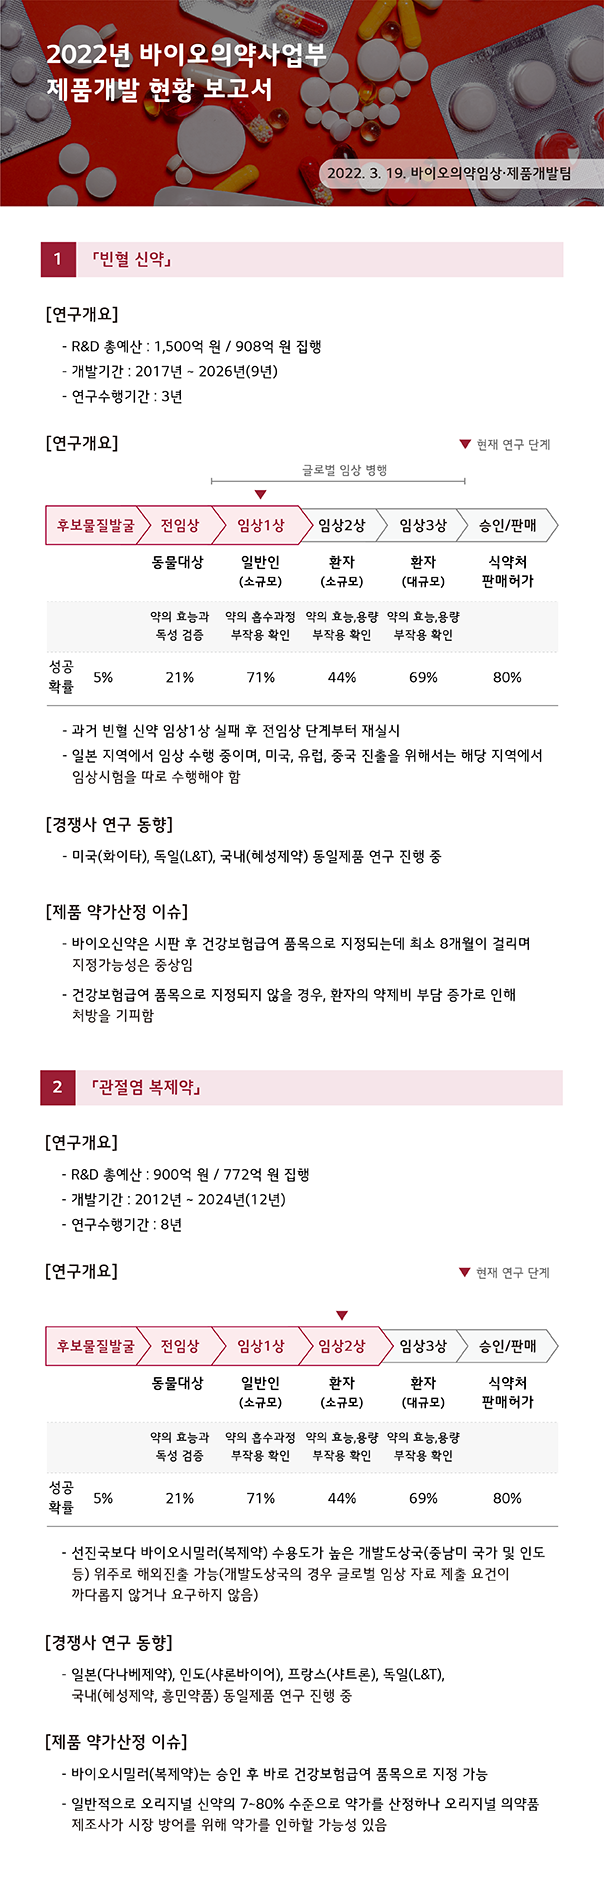 2022년 바이오의약사업부
제품개발 현황 보고서
2022. 3. 19. 바이오의약임상·제품개발팀
1 「빈혈 신약」
[연구개요]
- R&D 총예산 : 1,500억 원 / 908억 원 집행
- 개발기간 : 2017년 ~ 2026년(9년)
- 연구수행기간 : 3년
[연구개요]
▼ 현재 연구 단계
글로벌 임상 병행
▼
후보물질발굴 전임상 임상1상 임상2상 임상3상 승인/판매
동물대상 일반인 환자 환자 식약처
(소규모) (소규모) (대규모) 판매허가
약의 효능과 약의 흡수과정 약의 효능,용량 약의 효능,용량
독성 검증 부작용 확인 부작용 확인 부작용 확인
성공
확률 5% 21% 71% 44% 69% 80%
- 과거 빈혈 신약 임상1상 실패 후 전임상 단계부터 재실시
- 일본 지역에서 임상 수행 중이며, 미국, 유럽, 중국 진출을 위해서는 해당 지역에서
임상시험을 따로 수행해야 함
[경쟁사 연구 동향]
- 미국(화이타), 독일(L&T), 국내(혜성제약) 동일제품 연구 진행 중
[제품 약가산정 이슈]
- 바이오신약은 시판 후 건강보험급여 품목으로 지정되는데 최소 8개월이 걸리며
지정가능성은 중상임
- 건강보험급여 품목으로 지정되지 않을 경우, 환자의 약제비 부담 증가로 인해
처방을 기피함
2 「관절염 복제약」
[연구개요]
- R&D 총예산 : 900억 원 / 772억 원 집행
- 개발기간 : 2012년 ~ 2024년(12년)
- 연구수행기간 : 8년
[연구개요]
▼ 현재 연구 단계
▼
후보물질발굴 전임상 임상1상 임상2상 임상3상 승인/판매
동물대상 일반인 환자 환자 식약처
(소규모) (소규모) (대규모) 판매허가
약의 효능과 약의 흡수과정 약의 효능,용량 약의 효능,용량
독성 검증 부작용 확인 부작용 확인 부작용 확인
성공
확률 5% 21% 71% 44% 69% 80%
- 선진국보다 바이오시밀러(복제약) 수용도가 높은 개발도상국(중남미 국가 및 인도
등) 위주로 해외진출 가능(개발도상국의 경우 글로벌 임상 자료 제출 요건이
까다롭지 않거나 요구하지 않음)
[경쟁사 연구 동향]
- 일본(다나베제약), 인도(샤론바이어), 프랑스(샤트론), 독일(L&T),
국내(혜성제약, 흥민약품) 동일제품 연구 진행 중
[제품 약가산정 이슈]
- 바이오시밀러(복제약)는 승인 후 바로 건강보험급여 품목으로 지정 가능
- 일반적으로 오리지널 신약의 7~80% 수준으로 약가를 산정하나 오리지널 의약품
제조사가 시장 방어를 위해 약가를 인하할 가능성 있음